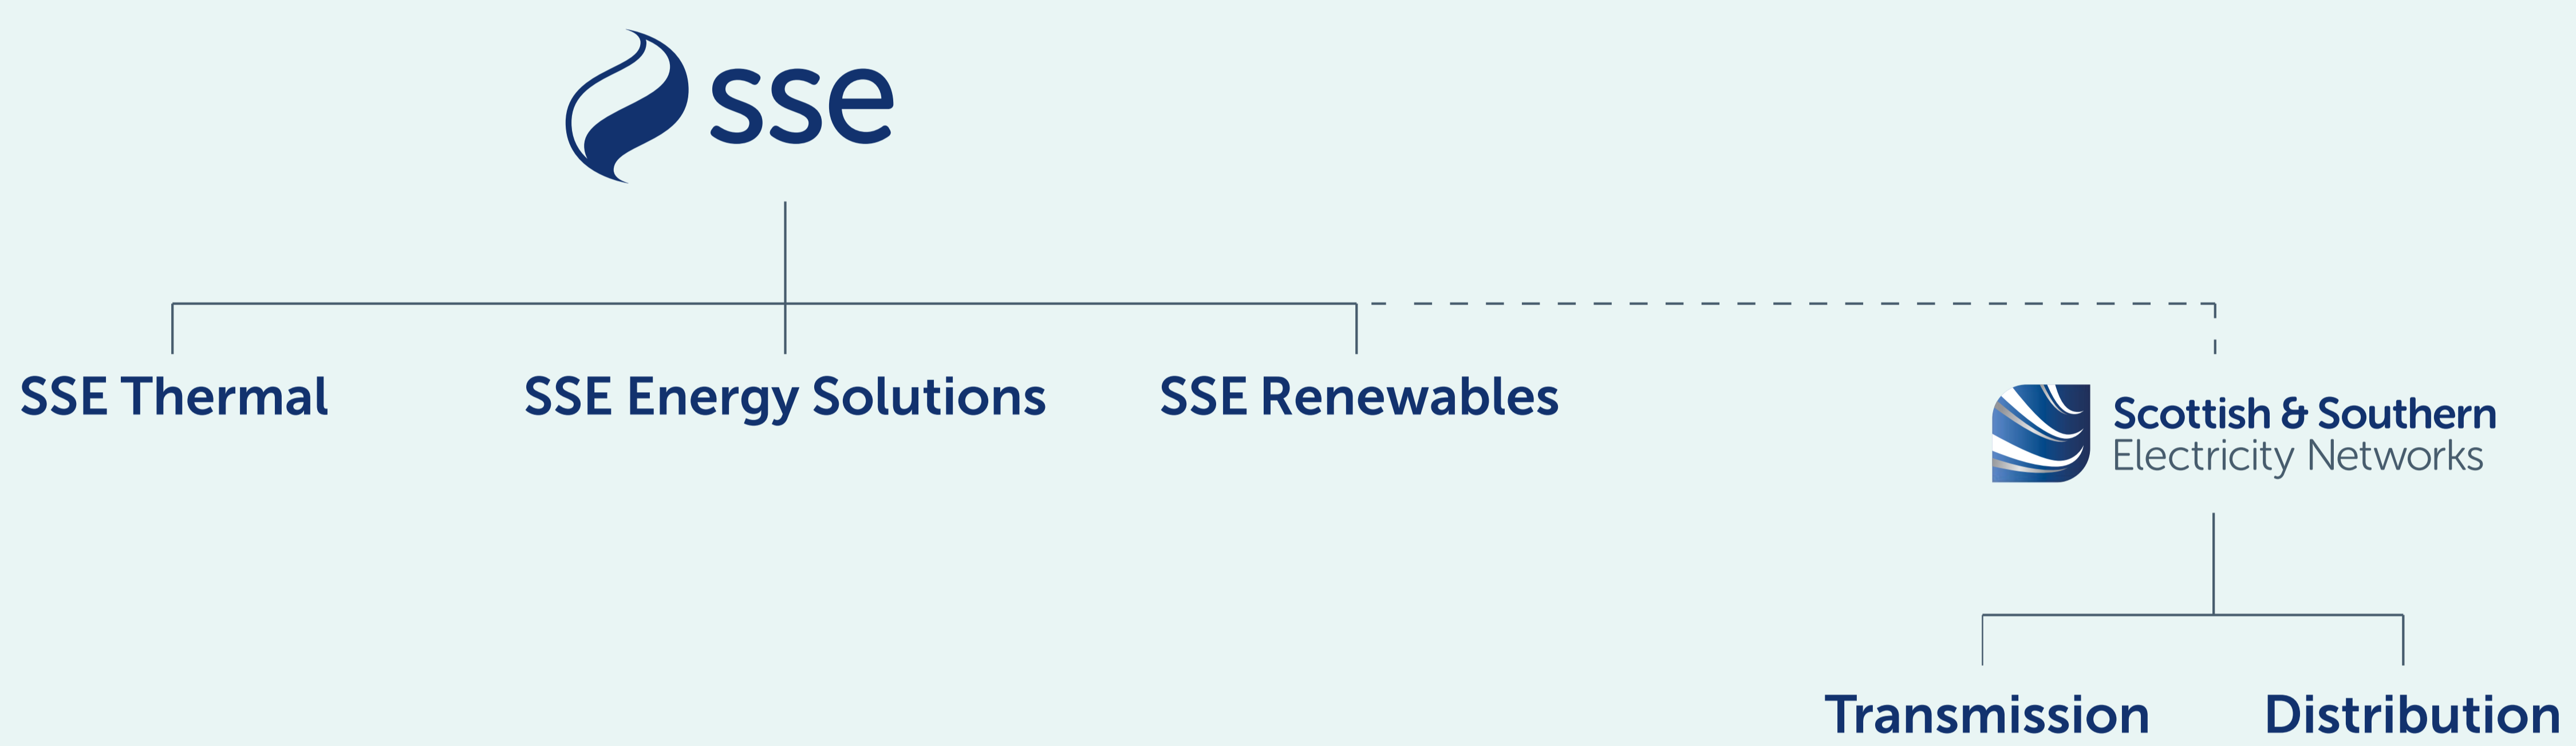 sse
SSE Thermal
SSE Energy Solutions
SSE Renewables
Scottish & Southern
Electricity Networks
Transmission
Distribution